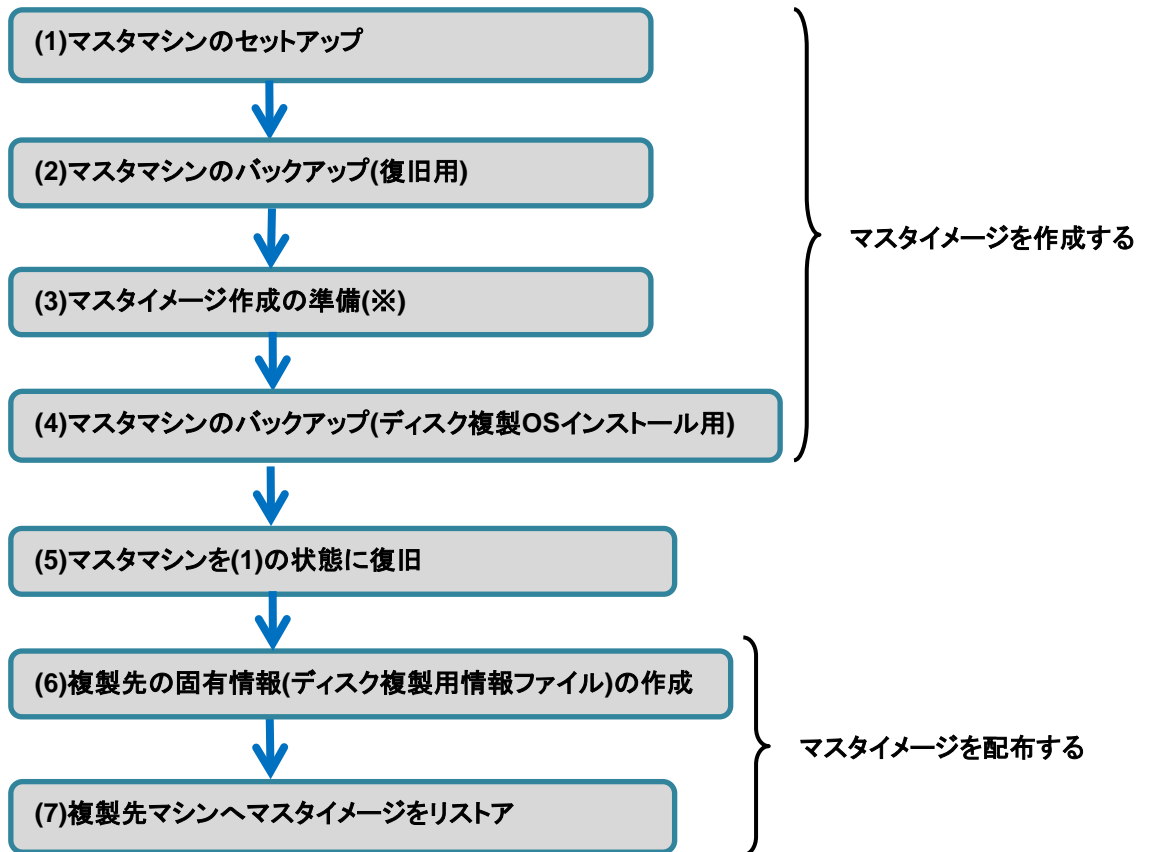 (1)マスタマシンのセットアップ
(2)マスタマシンのバックアップ(復旧用)
(3)マスタイメージ作成の準備(※)
(4)マスタマシンのバックアップ(ディスク複製OSインストール用)
マスタイメージを作成する
(5)マスタマシンを(1)の状態に復旧
(6)複製先の固有情報(ディスク複製用情報ファイル)の作成
(7)複製先マシンへマスタイメージをリストア
マスタイメージを配布する